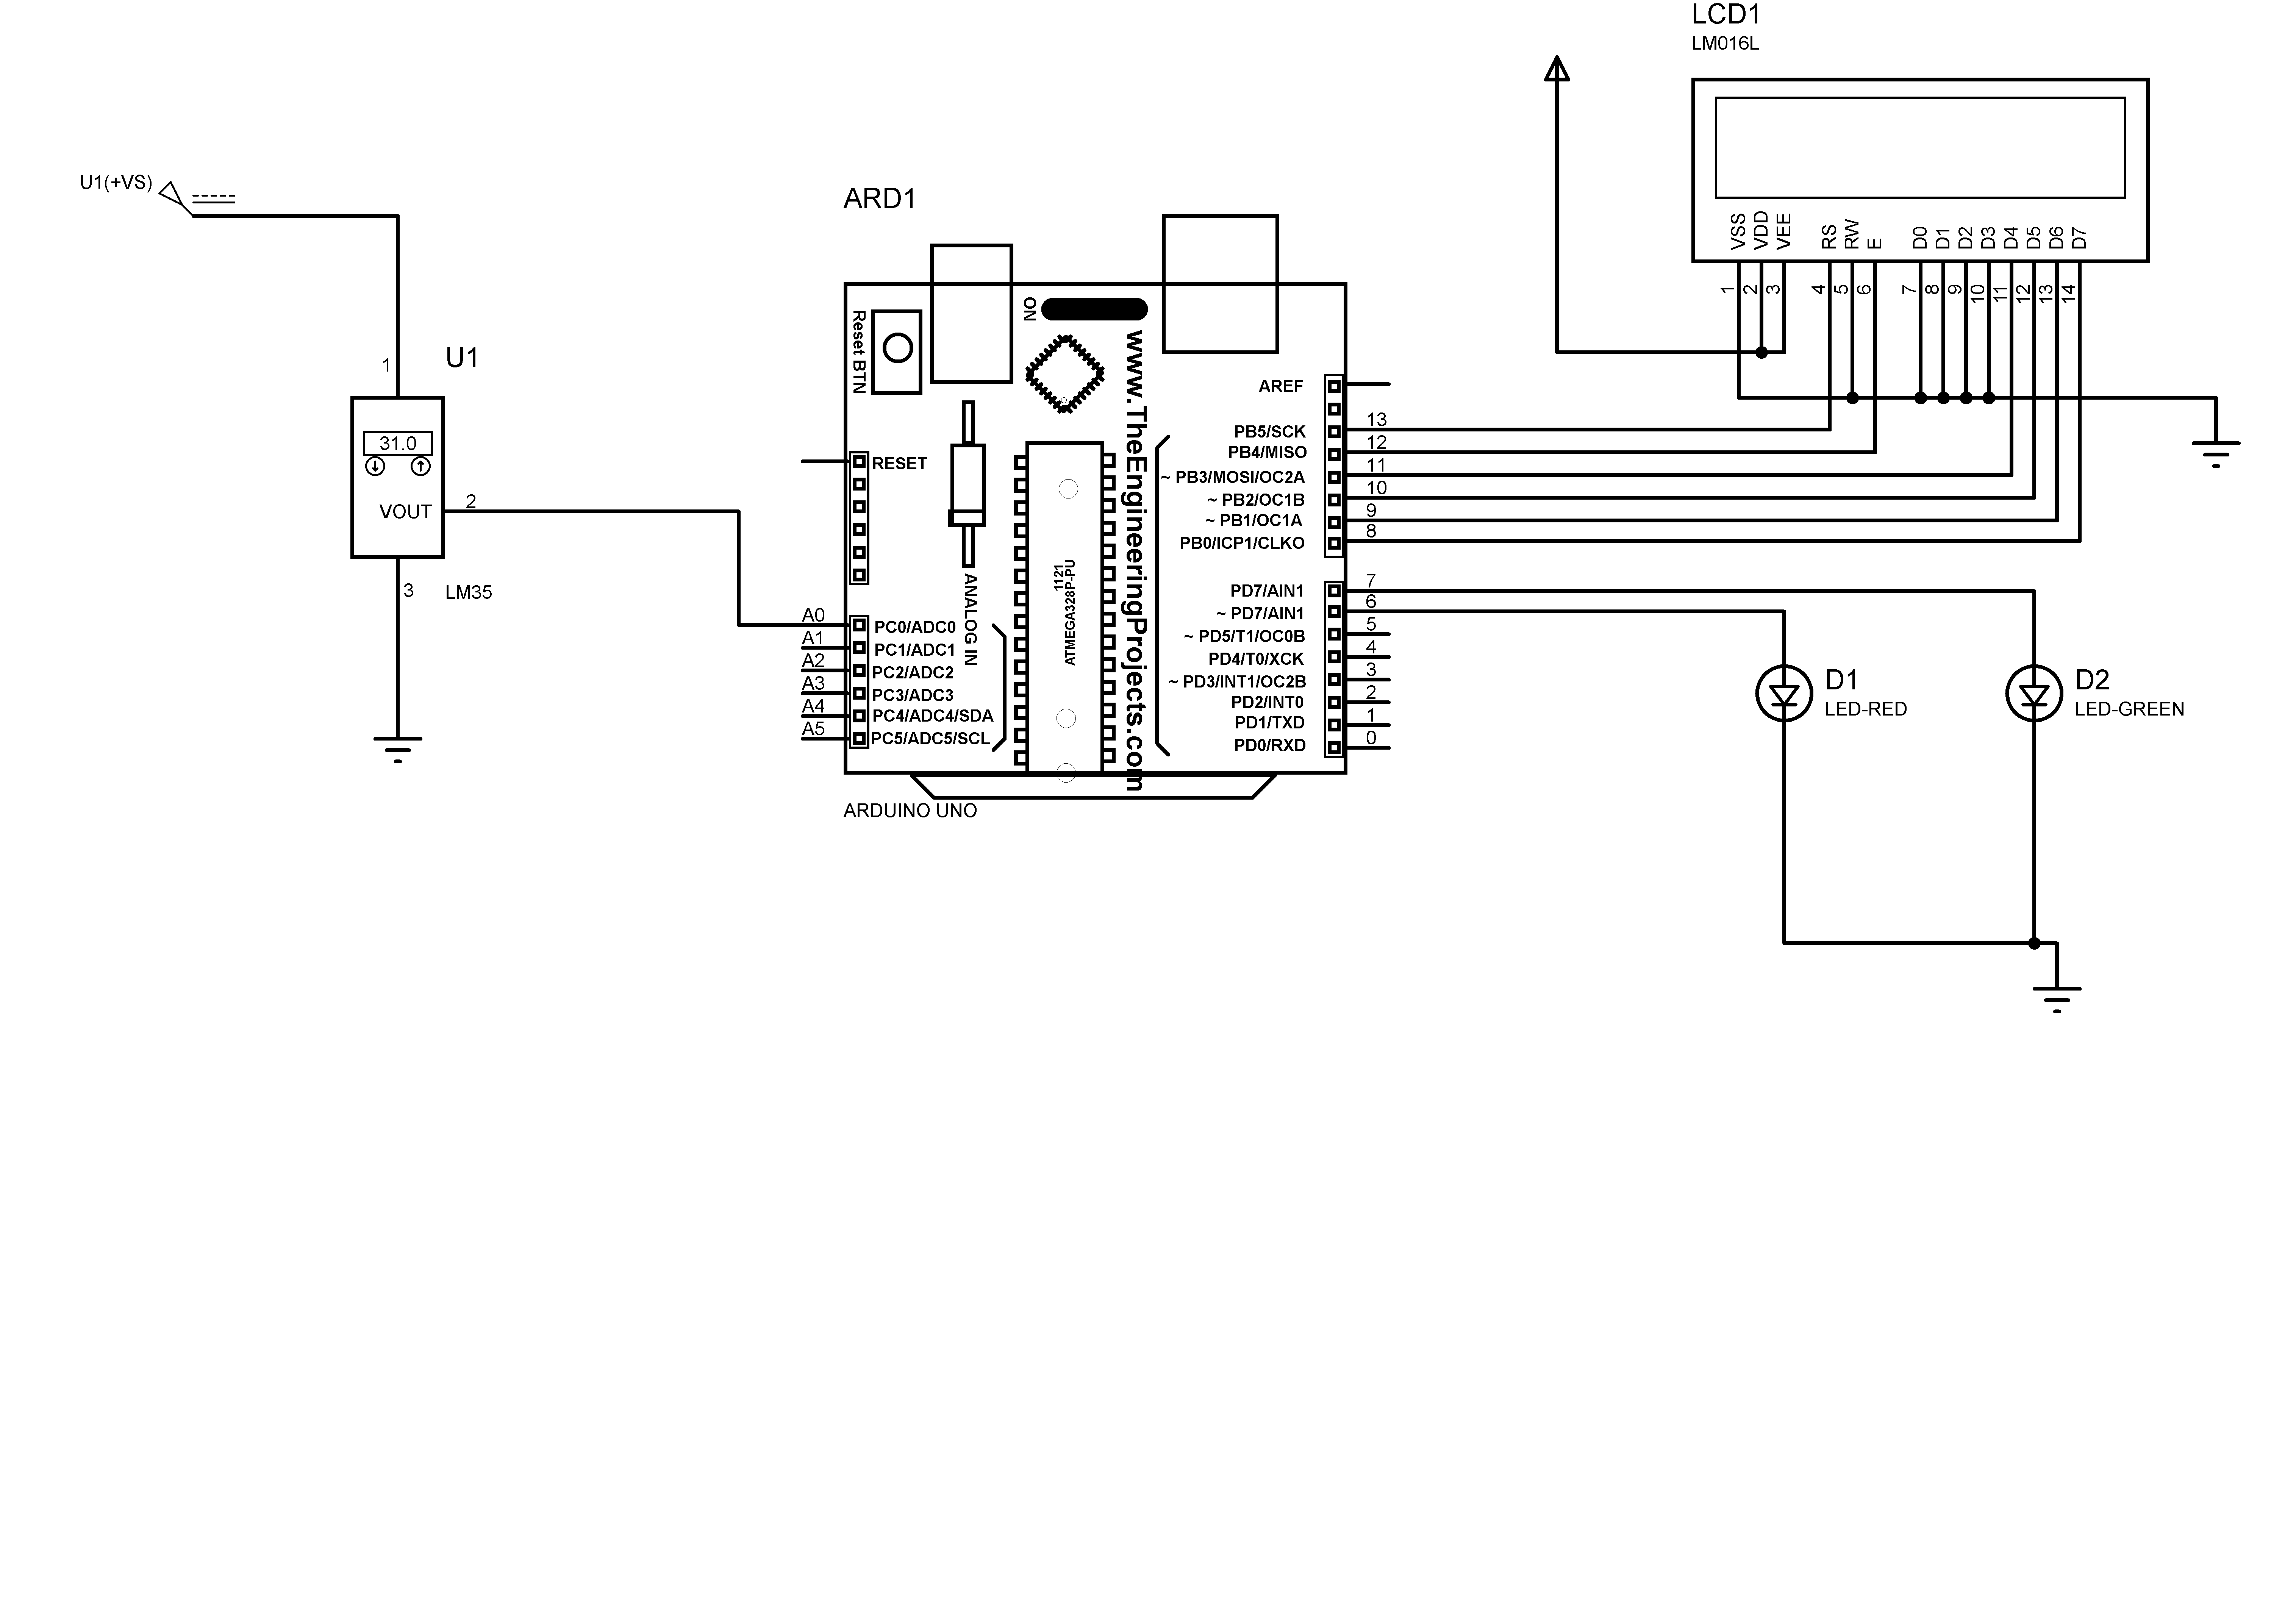 LCD1
LM016L
VSS
VDD
VEE
RS
RW
E
D0
D1
D2
D3
D4
D5
D6
D7
1
2
3
4
5
6
7
8
9
10
11
12
13
14
U1(+VS)
1
U1
31.0
VOUT
2
3
LM35
ARD1
Reset BTN
ON
www.TheEngineeringProjects.com
RESET
ANALOG IN
1121
ATMEGA328P-PU
A0 PC0/ADC0
A1 PC1/ADC1
A2 PC2/ADC2
A3 PC3/ADC3
A4 PC4/ADC4/SDA
A5 PC5/ADC5/SCL
AREF
PB5/SCK 13
PB4/MISO 12
~ PB3/MOSI/OC2A 11
~ PB2/OC1B 10
~ PB1/OC1A 9
PB0/ICP1/CLKO 8
PD7/AIN1 7
~ PD7/AIN1 6
~ PD5/T1/OC0B 5
PD4/T0/XCK 4
~ PD3/INT1/OC2B 3
PD2/INT0 2
PD1/TXD 1
PD0/RXD 0
ARDUINO UNO
D1
LED-RED
D2
LED-GREEN